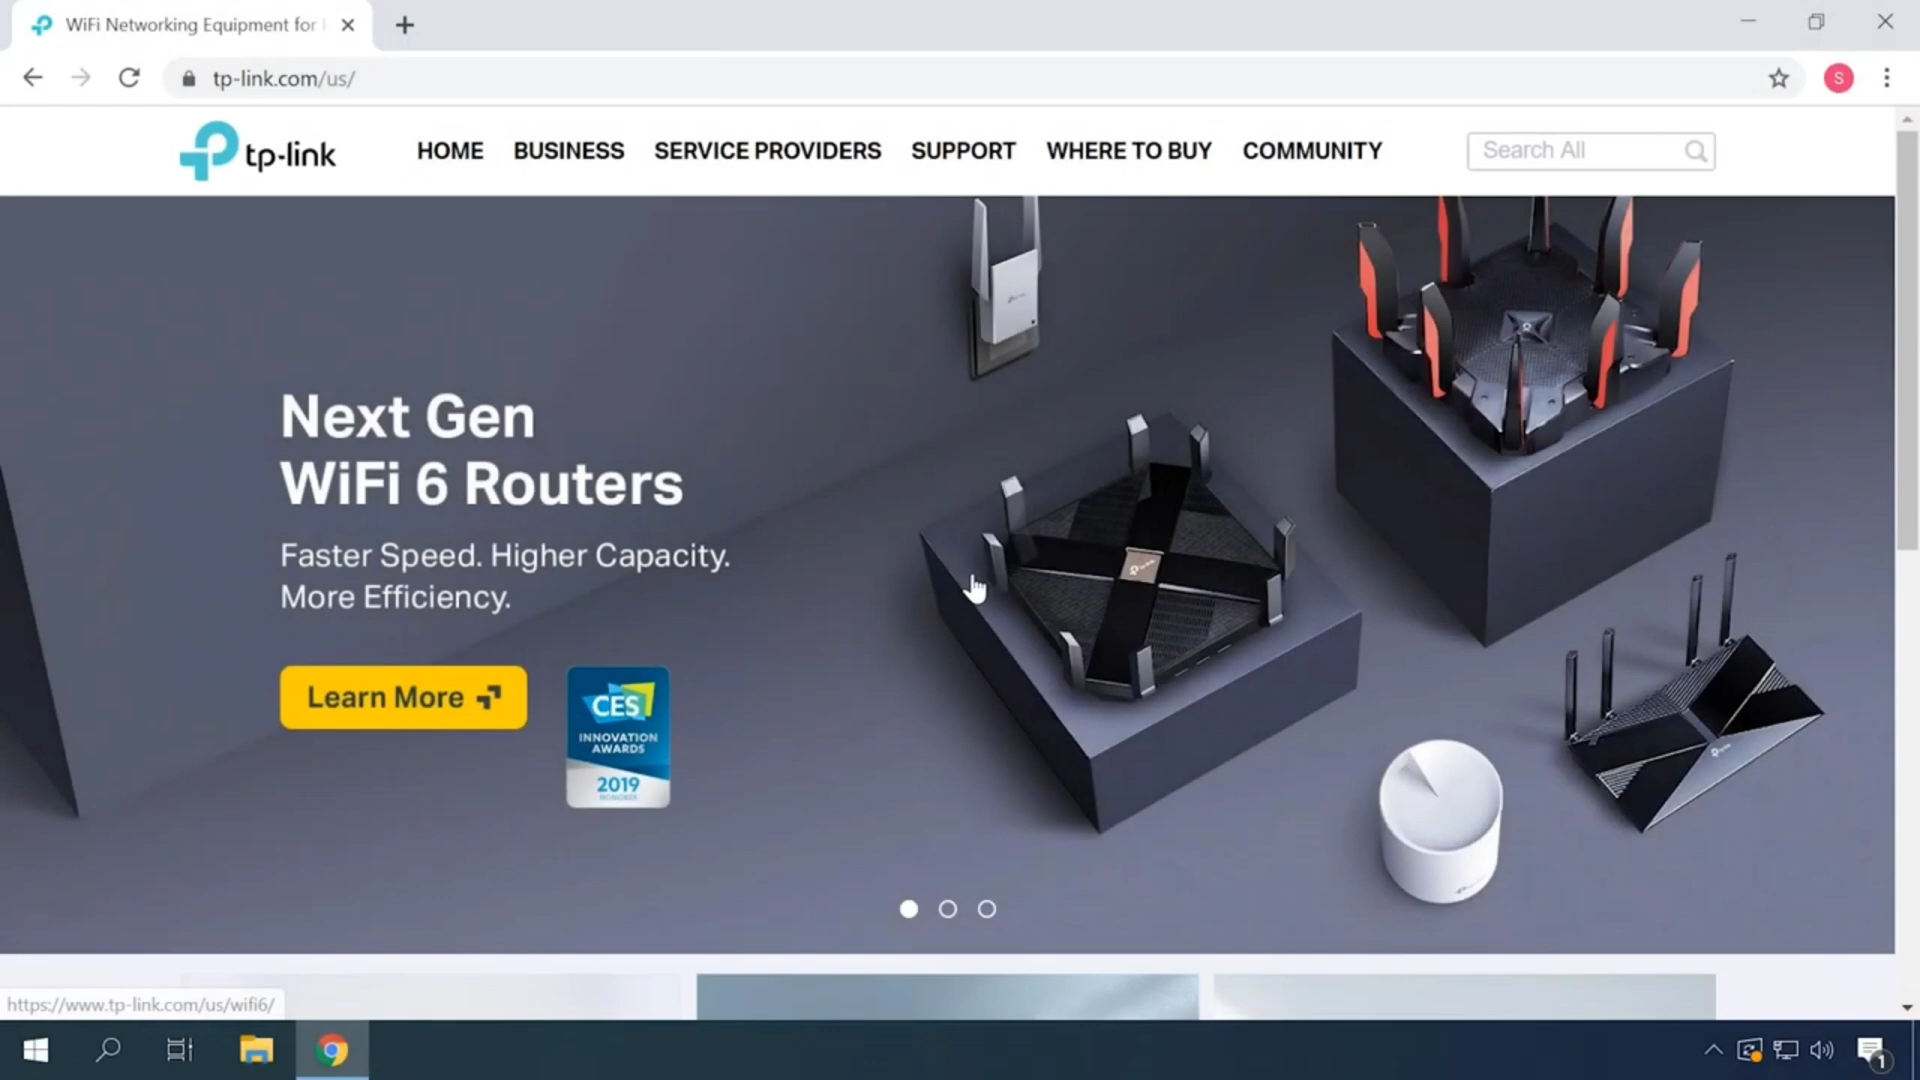 WiFi Networking Equipment for
tp-link.com/us/
S
tp-link
HOME BUSINESS SERVICE PROVIDERS SUPPORT WHERE TO BUY COMMUNITY
Search All
Next Gen
WiFi 6 Routers
Faster Speed. Higher Capacity.
More Efficiency.
Learn More
CES
INNOVATION
AWARDS
2019
HONOREE
https://www.tp-link.com/us/wifi6/
1